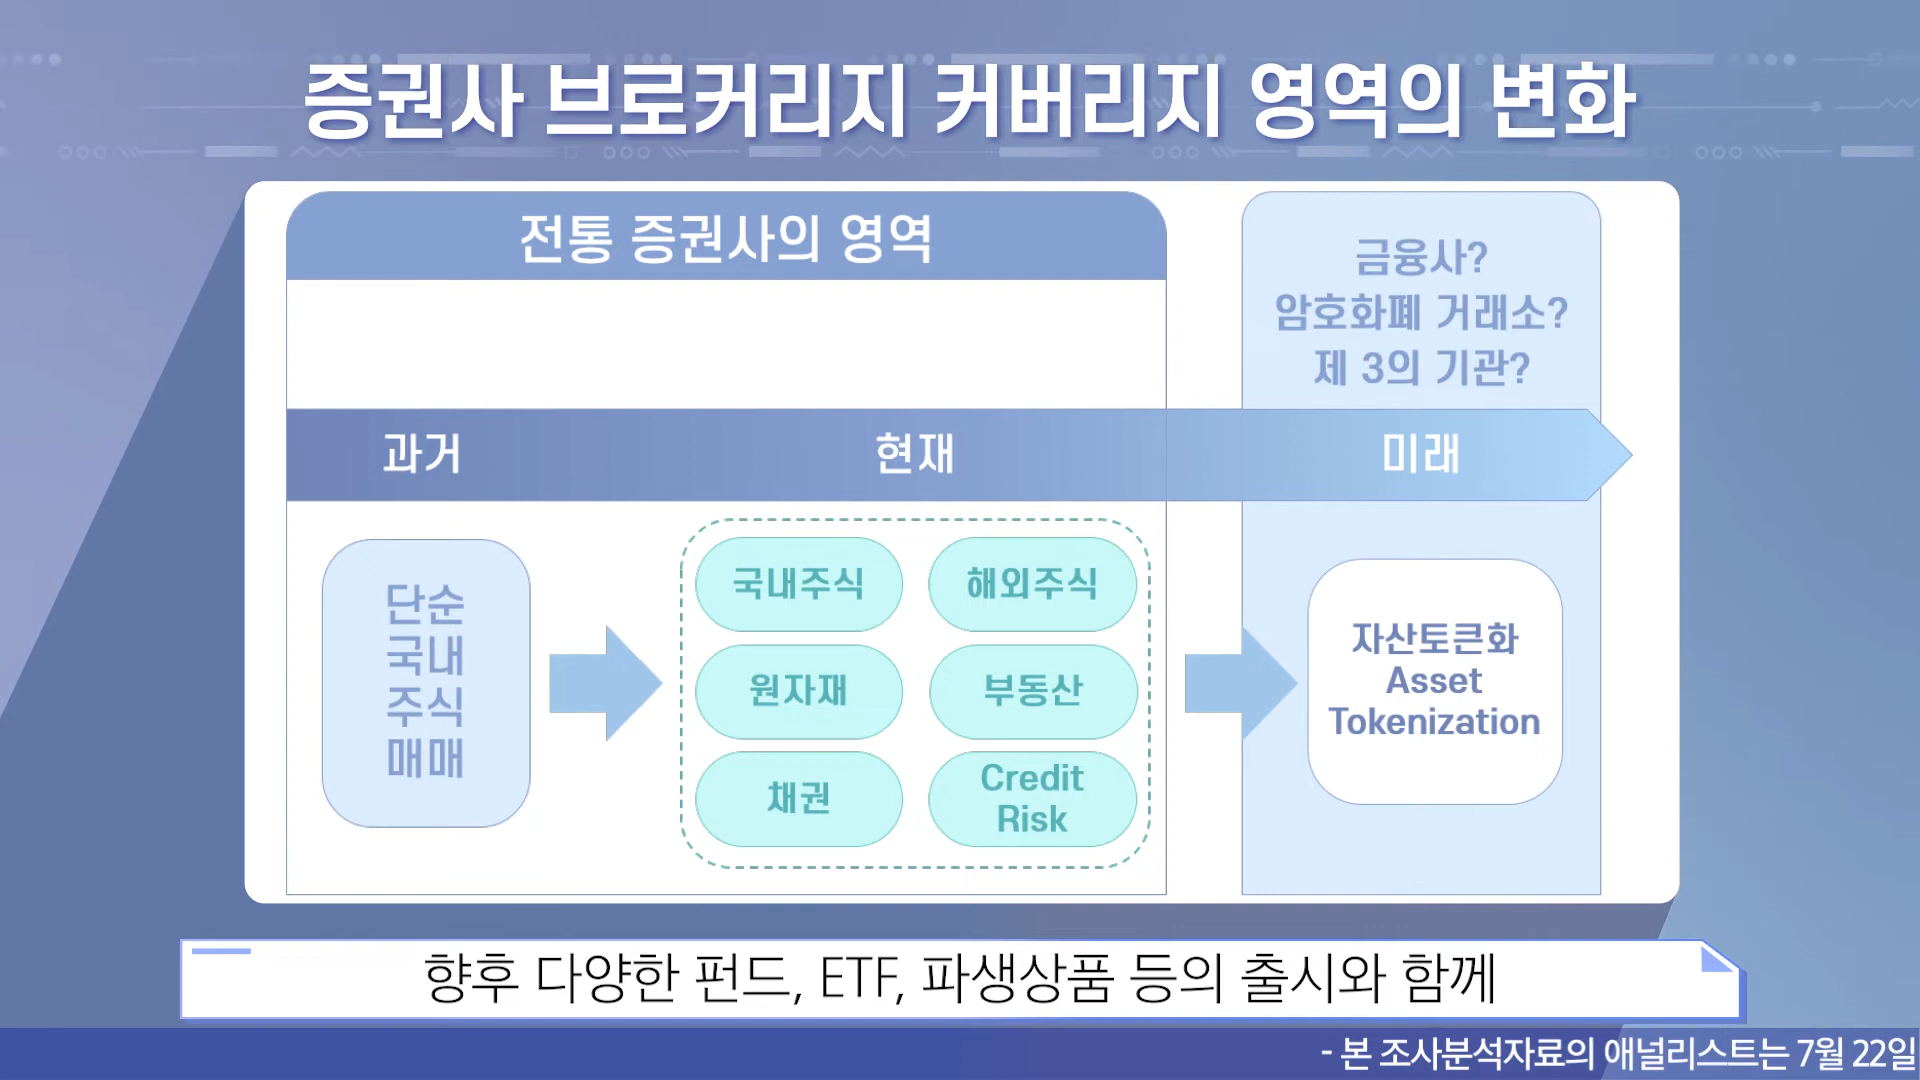 증권사 브로커리지 커버리지 영역의 변화
전통 증권사의 영역
금융사?
암호화폐 거래소?
제 3의 기관?
과거
현재
미래
단순
국내
주식
매매
국내주식
해외주식
원자재
부동산
채권
Credit
Risk
자산토큰화
Asset
Tokenization
향후 다양한 펀드, ETF, 파생상품 등의 출시와 함께
- 본 조사분석자료의 애널리스트는 7월 22일